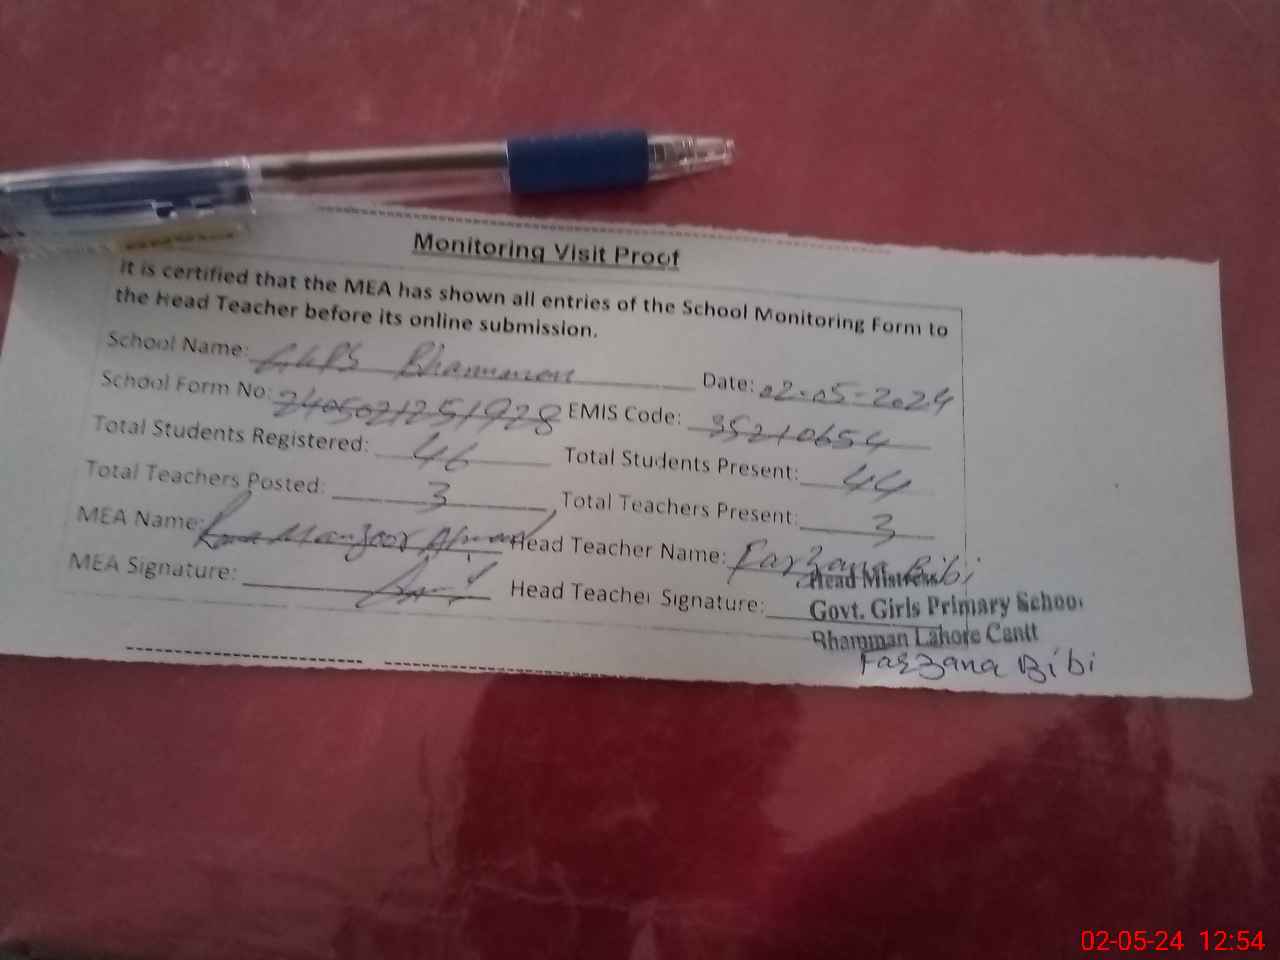 Monitoring Visit Proof
It is certified that the MEA has shown all entries of the School Monitoring Form to
the Head Teacher before its online submission.
School Name: GGPS Bhamman Date: 02-05-2024
School Form No: 2405021251928 EMIS Code: 35210654
Total Students Registered: 46 Total Students Present: 44
Total Teachers Posted: 3 Total Teachers Present: 3
MEA Name: Rana Manzoor Ahmad Head Teacher Name: Farzana Bibi
MEA Signature: Head Teacher Signature:
Head Mistress
Govt. Girls Primary School
Bhamman Lahore Cantt
Farzana Bibi
02-05-24 12:54